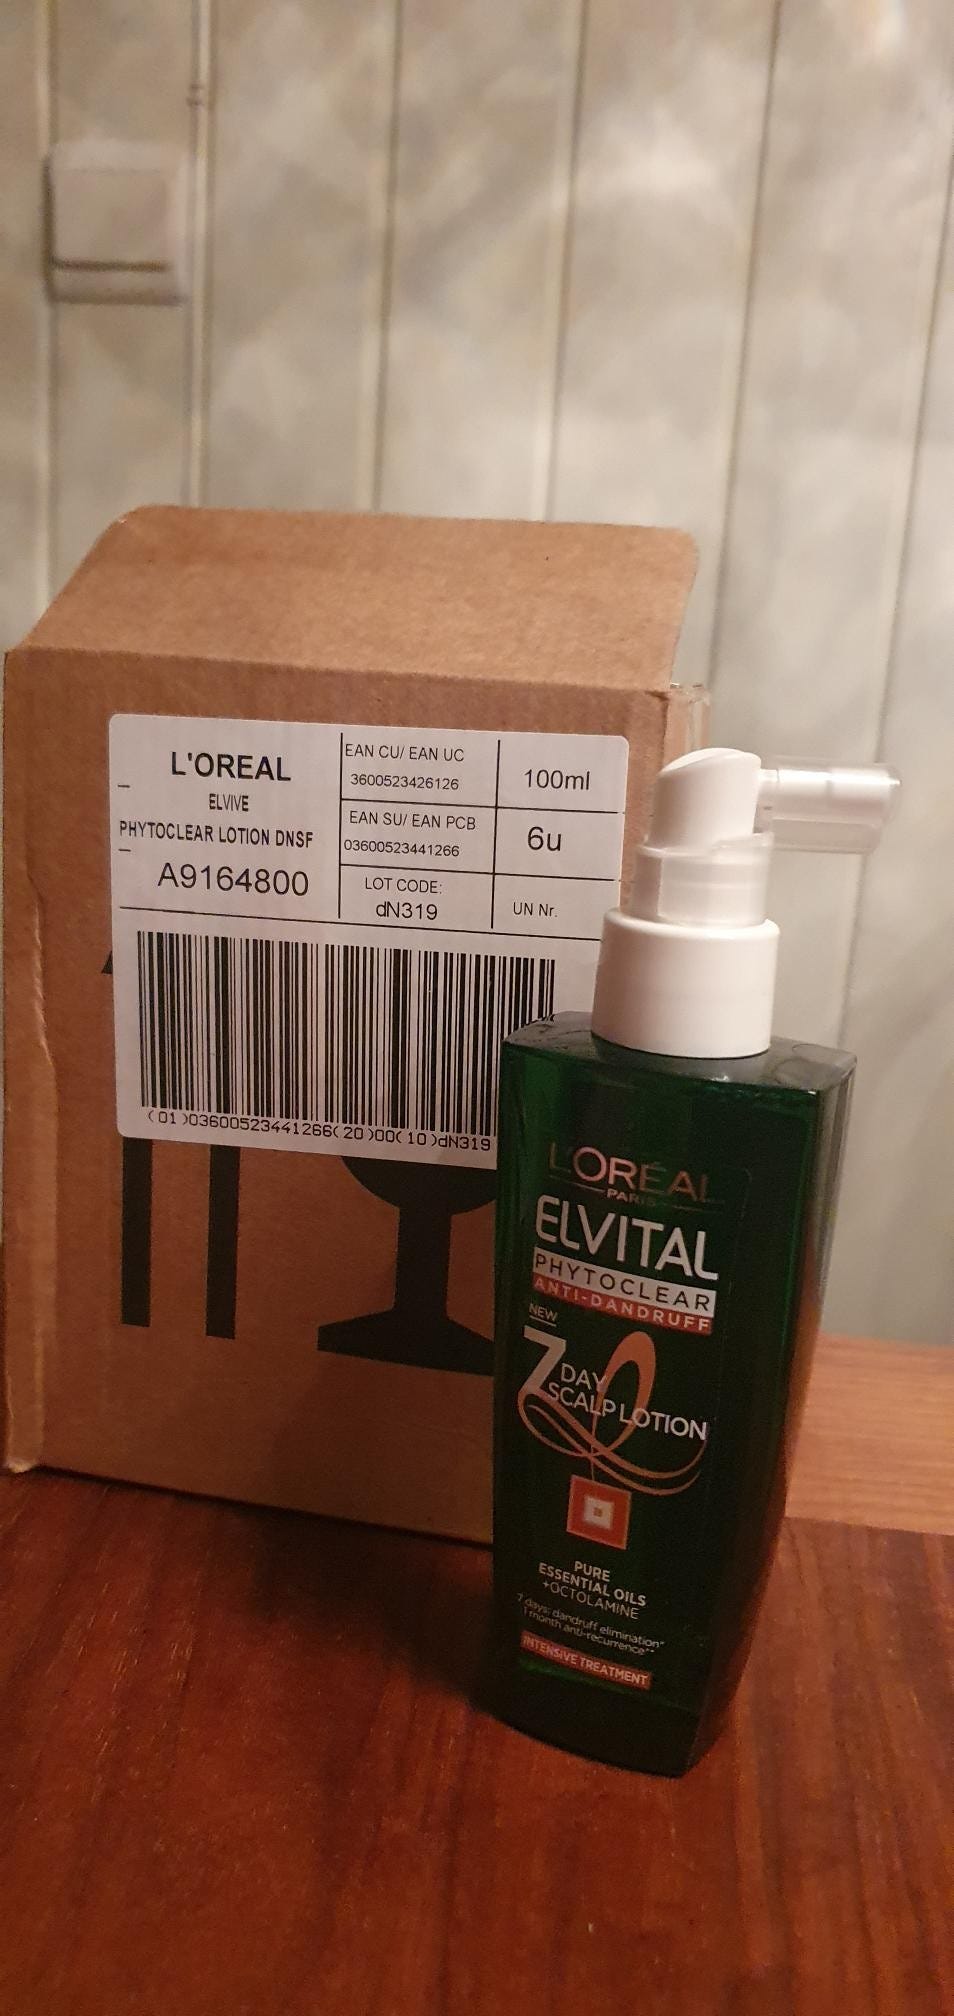 L'OREAL
ELVIVE
PHYTOCLEAR LOTION DNSF
A9164800
EAN CU/ EAN UC
3600523426126
100ml
EAN SU/ EAN PCB
03600523441266
6u
LOT CODE:
dN319
UN Nr.
(01)03600523441266(20)00(10)dN319
L'ORÉAL
PARIS
ELVITAL
PHYTOCLEAR
ANTI-DANDRUFF
NEW
7 DAY
SCALP LOTION
PURE
ESSENTIAL OILS
+OCTOLAMINE
7 days: dandruff elimination*
1 month anti-recurrence**
INTENSIVE TREATMENT